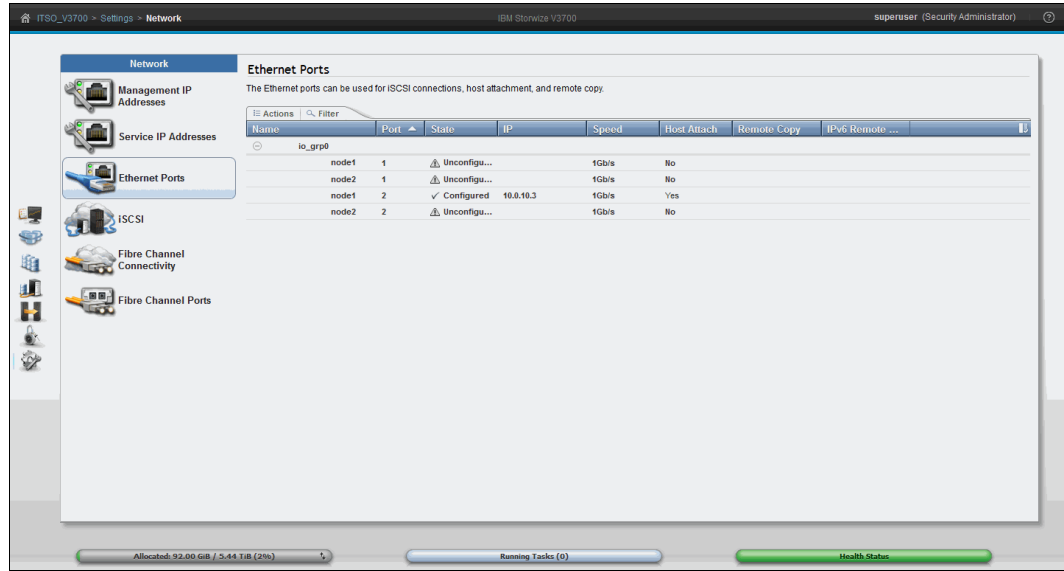 ITSO_V3700 > Settings > Network
IBM Storwize V3700
superuser (Security Administrator)
?
Network
Management IP
Addresses
Service IP Addresses
Ethernet Ports
iSCSI
Fibre Channel
Connectivity
Fibre Channel Ports
Ethernet Ports
The Ethernet ports can be used for iSCSI connections, host attachment, and remote copy.
Actions Filter
Name Port State IP Speed Host Attach Remote Copy IPv6 Remote ...
io_grp0
node1 1 Unconfigu... 1Gb/s No
node2 1 Unconfigu... 1Gb/s No
node1 2 Configured 10.0.10.3 1Gb/s Yes
node2 2 Unconfigu... 1Gb/s No
Allocated: 92.00 GiB / 5.44 TiB (2%)
Running Tasks (0)
Health Status